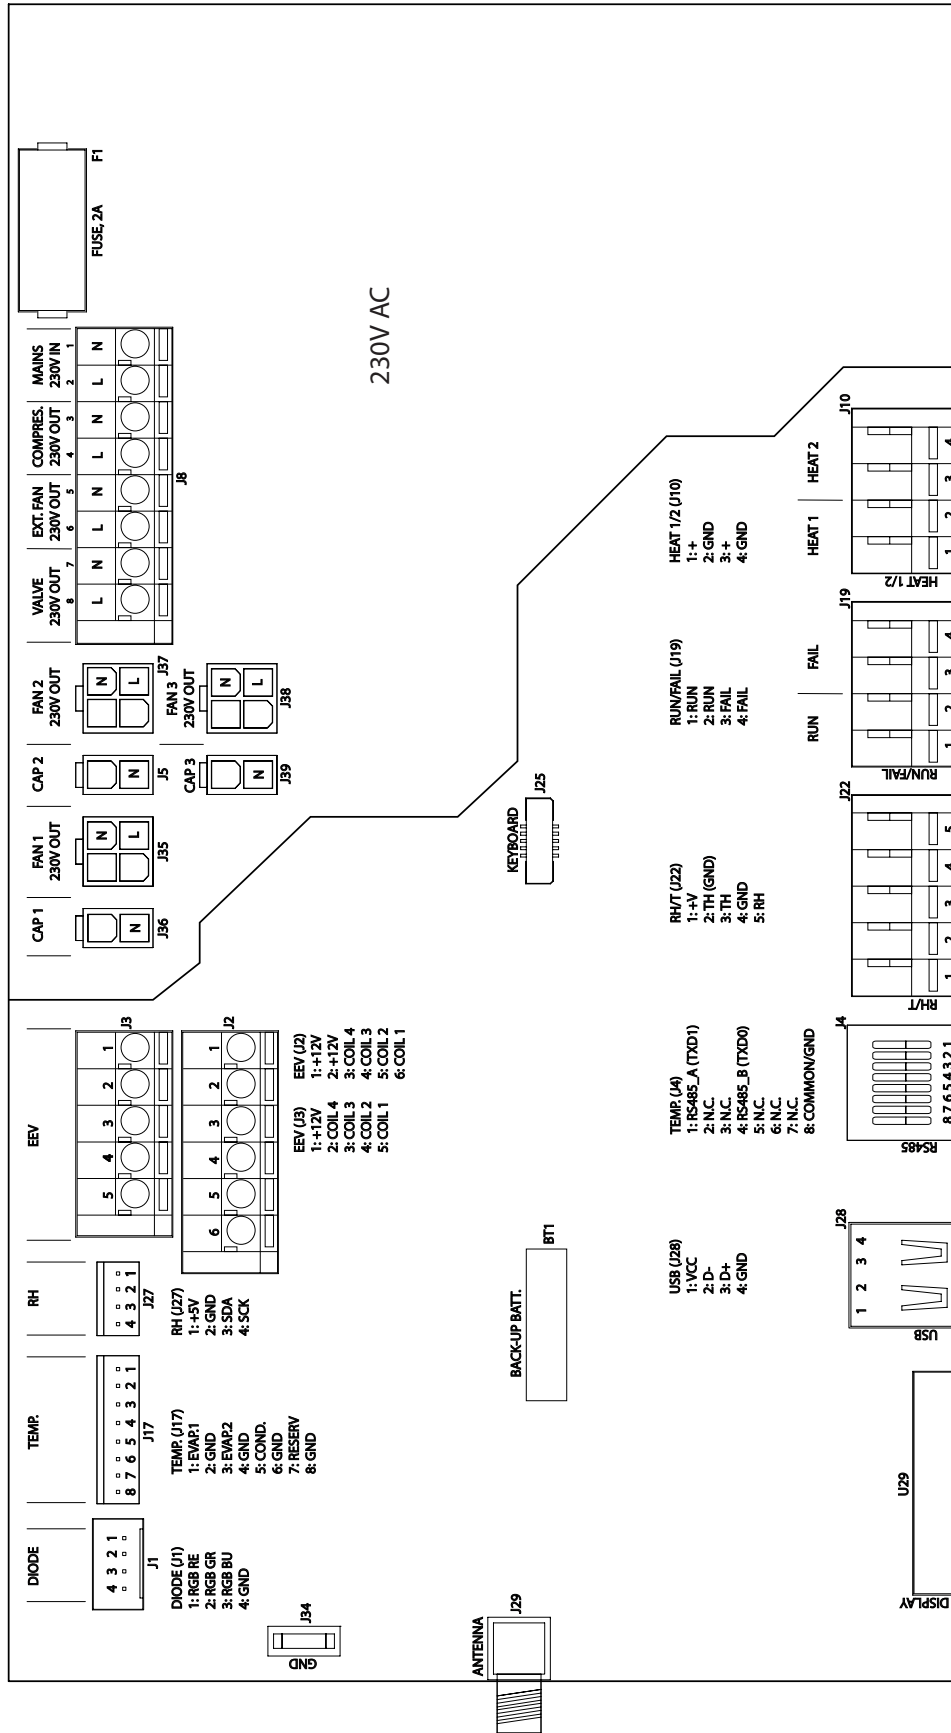 DIODE
4 3 2 1
J1
DIODE (J1)
1: RGB RE
2: RGB GR
3: RGB BU
4: GND
TEMP.
8 7 6 5 4 3 2 1
J17
TEMP. (J17)
1: EVAP.1
2: GND
3: EVAP.2
4: GND
5: COND.
6: GND
7: RESERV
8: GND
RH
4 3 2 1
J27
RH (J27)
1: +5V
2: GND
3: SDA
4: SCK
EEV
5 4 3 2 1
J3
6 5 4 3 2 1
J2
EEV (J3)
1: +12V
2: COIL 4
3: COIL 3
4: COIL 2
5: COIL 1
EEV (J2)
1: +12V
2: +12V
3: COIL 4
4: COIL 3
5: COIL 2
6: COIL 1
CAP 1
N
J36
FAN 1
230V OUT
N
L
J35
CAP 2
N
J5
FAN 2
230V OUT
N
L
J37
CAP 3
N
J39
FAN 3
230V OUT
N
L
J38
VALVE
230V OUT
EXT. FAN
230V OUT
COMPRES.
230V OUT
MAINS
230V IN
8 7 6 5 4 3 2 1
L N L N L N L N
J8
FUSE, 2A
F1
230V AC
GND
J34
ANTENNA
J29
BACK-UP BATT.
BT1
KEYBOARD
J25
USB (J28)
1: VCC
2: D-
3: D+
4: GND
TEMP. (J4)
1: RS485_A (TXD1)
2: N.C.
3: N.C.
4: RS485_B (TXD0)
5: N.C.
6: N.C.
7: N.C.
8: COMMON/GND
RH/T (J22)
1: +V
2: TH (GND)
3: TH
4: GND
5: RH
RUN/FAIL (J19)
1: RUN
2: RUN
3: FAIL
4: FAIL
HEAT 1/2 (J10)
1: +
2: GND
3: +
4: GND
U29
DISPLAY
J28
1 2 3 4
USB
J4
8 7 6 5 4 3 2 1
RS485
J22
1 2 3 4 5
RH/T
RUN
FAIL
J19
1 2 3 4
RUN/FAIL
HEAT 1
HEAT 2
J10
1 2 3 4
HEAT 1/2